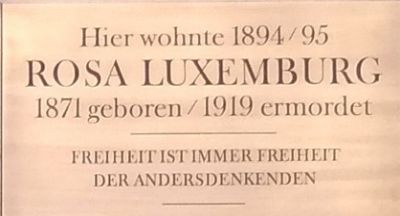 Hier wohnte 1894/95
ROSA LUXEMBURG
1871 geboren/1919 ermordet
FREIHEIT IST IMMER FREIHEIT
DER ANDERSDENKENDEN